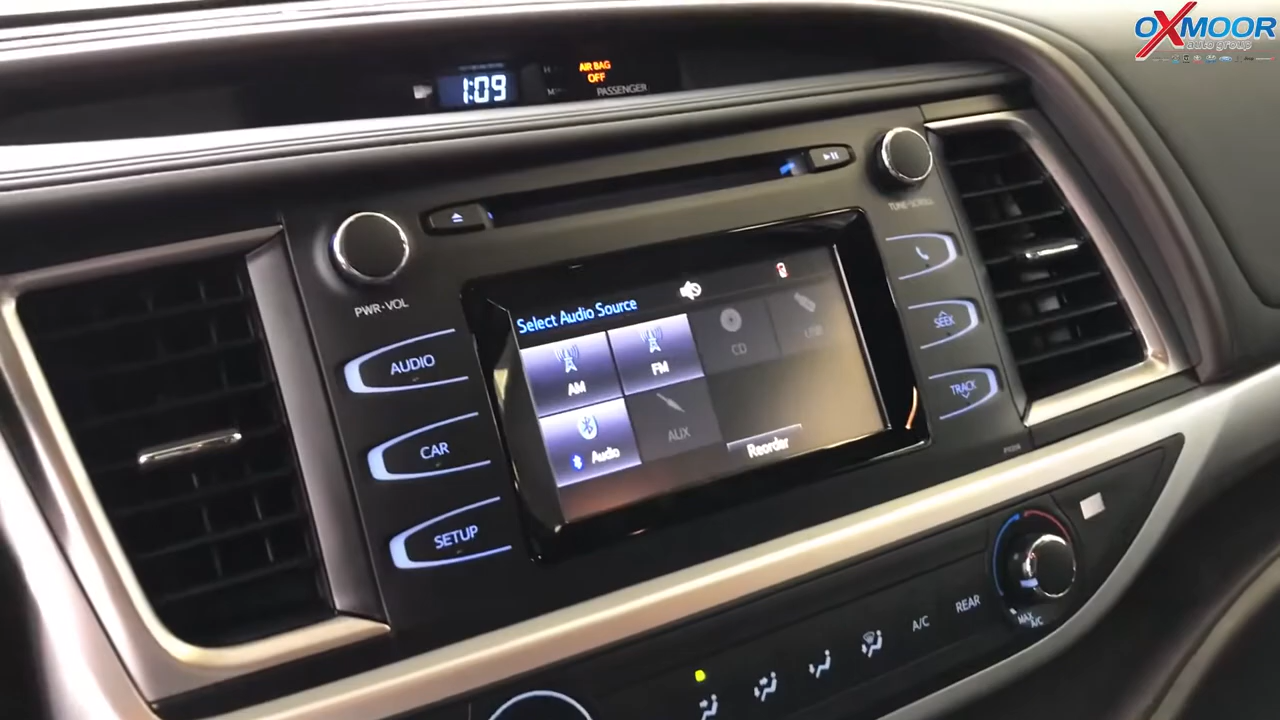 OXMOOR
auto group
1:09
AIR BAG
OFF
PASSENGER
PWR·VOL
TUNE·SCROLL
AUDIO
CAR
SETUP
Select Audio Source
AM
FM
CD
USB
Audio
AUX
Reorder
SEEK
TRACK
MAX
A/C
A/C
REAR